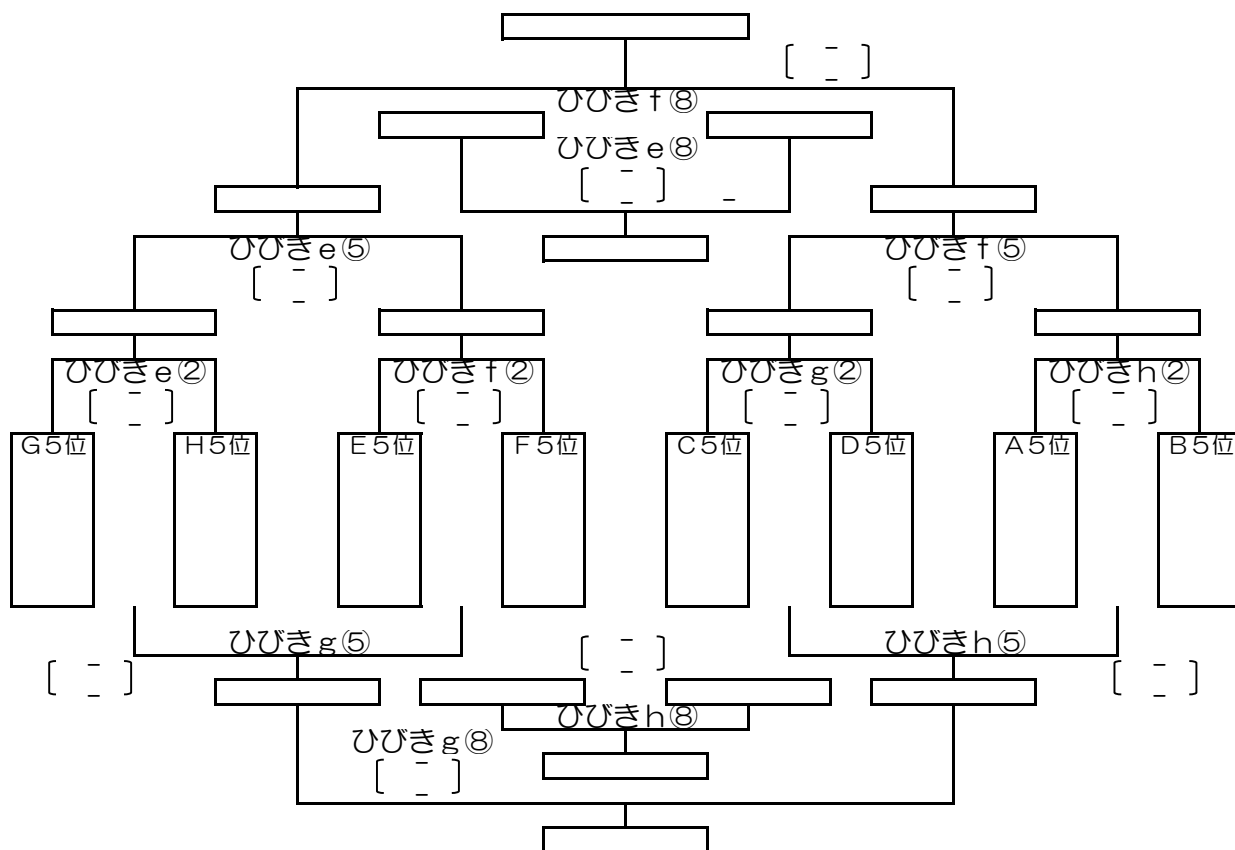 [ - - ]
ひびきｆ⑧
ひびきｅ⑧
[ - - ] -
ひびきｅ⑤ ひびきｆ⑤
[ - - ] [ - - ]
ひびきｅ② ひびきｆ② ひびきｇ② ひびきｈ②
[ - - ] [ - - ] [ - - ] [ - - ]
Ｇ５位 Ｈ５位 Ｅ５位 Ｆ５位 Ｃ５位 Ｄ５位 Ａ５位 Ｂ５位
ひびきｇ⑤ [ - - ] ひびきｈ⑤
[ - - ] [ - - ]
ひびきｈ⑧
ひびきｇ⑧
[ - - ]